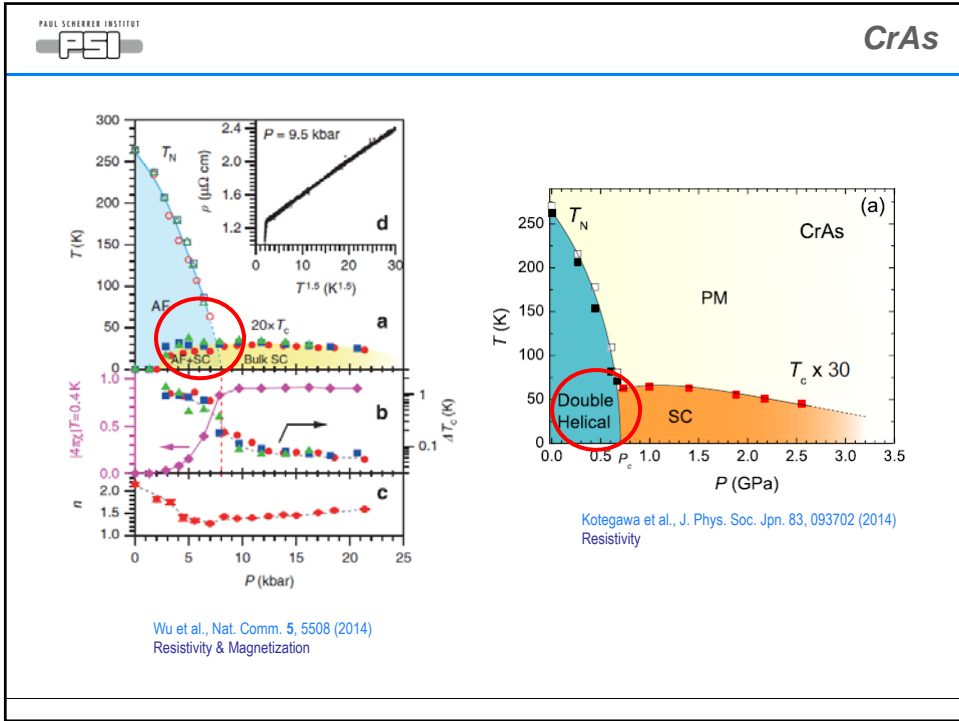 PAUL SCHERRER INSTITUT
PSI
CrAs
300
250
200
150
100
50
0
T (K)
T_N
AF
AF+SC
20×T_c
Bulk SC
a
2.4
2.0
1.6
1.2
ρ (μΩ cm)
P = 9.5 kbar
d
0 10 20 30
T^1.5 (K^1.5)
1.0
0.5
0.0
|4πχ|T=0.4 K
b
1
0.1
ΔT_c (K)
2.0
1.5
1.0
n
c
0 5 10 15 20 25
P (kbar)
Wu et al., Nat. Comm. 5, 5508 (2014)
Resistivity & Magnetization
(a)
CrAs
T_N
250
200
150
100
50
0
T (K)
PM
T_c x 30
Double
Helical
SC
0.0 0.5 P_c 1.0 1.5 2.0 2.5 3.0 3.5
P (GPa)
Kotegawa et al., J. Phys. Soc. Jpn. 83, 093702 (2014)
Resistivity